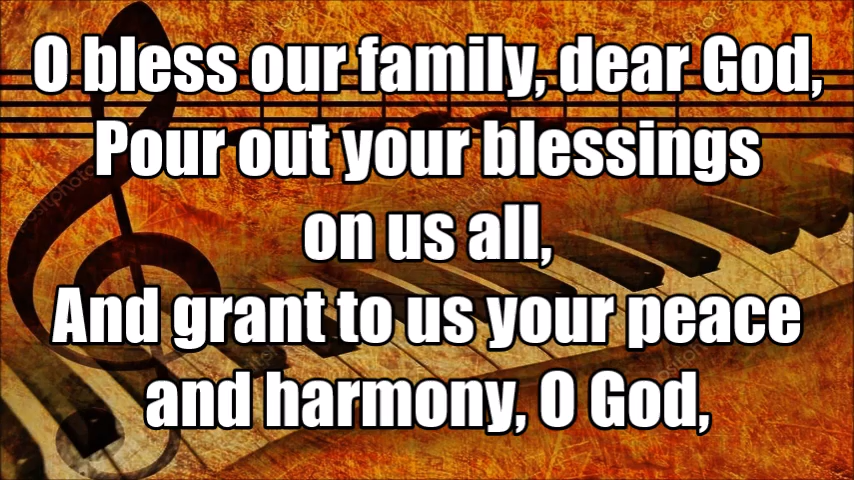 O bless our family, dear God,
Pour out your blessings
on us all,
And grant to us your peace
and harmony, O God,